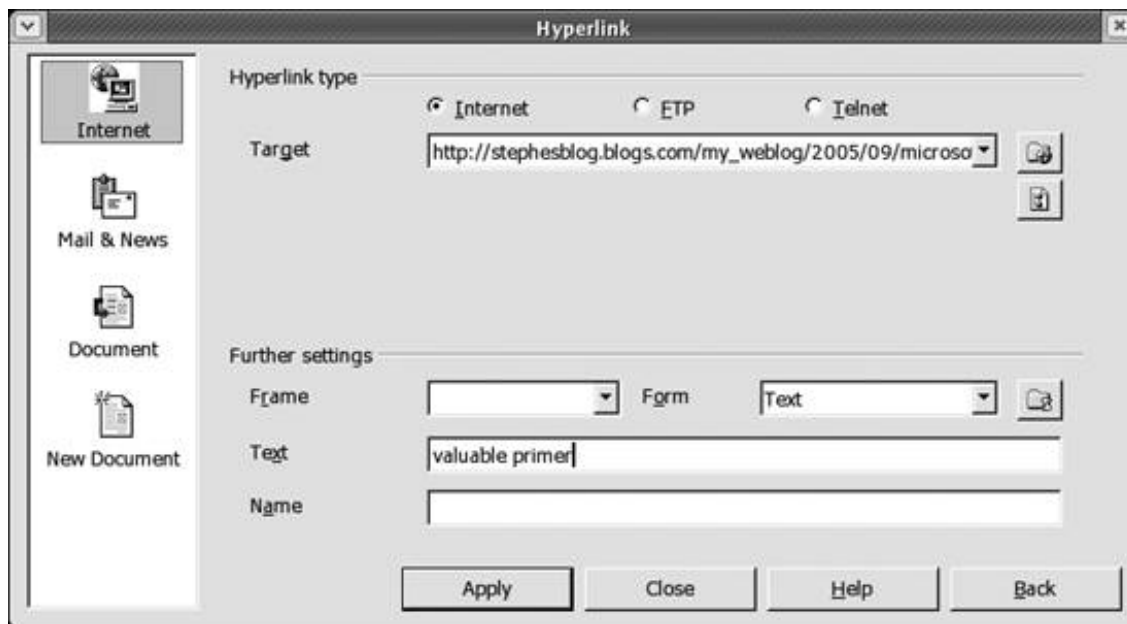 Hyperlink
Internet
Mail & News
Document
New Document
Hyperlink type
Internet FTP Telnet
Target http://stephesblog.blogs.com/my_weblog/2005/09/microso
Further settings
Frame Form Text
Text valuable primer
Name
Apply Close Help Back